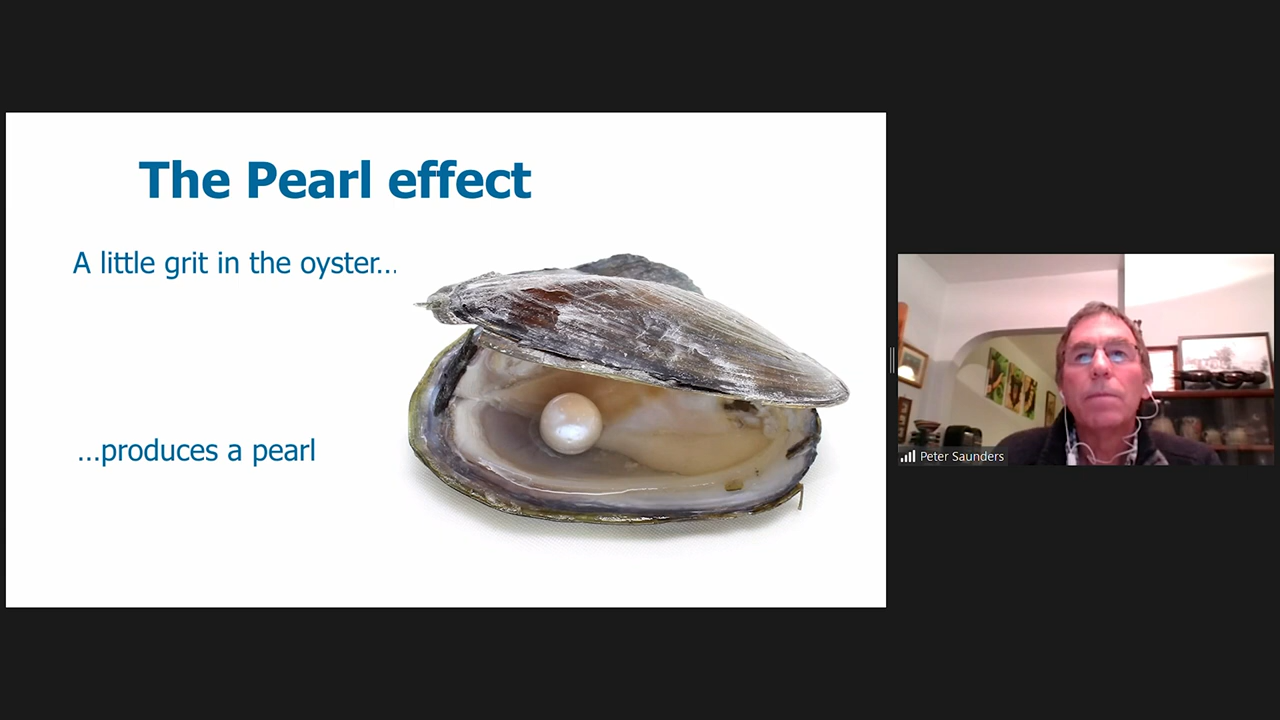 The Pearl effect
A little grit in the oyster...
...produces a pearl
Peter Saunders